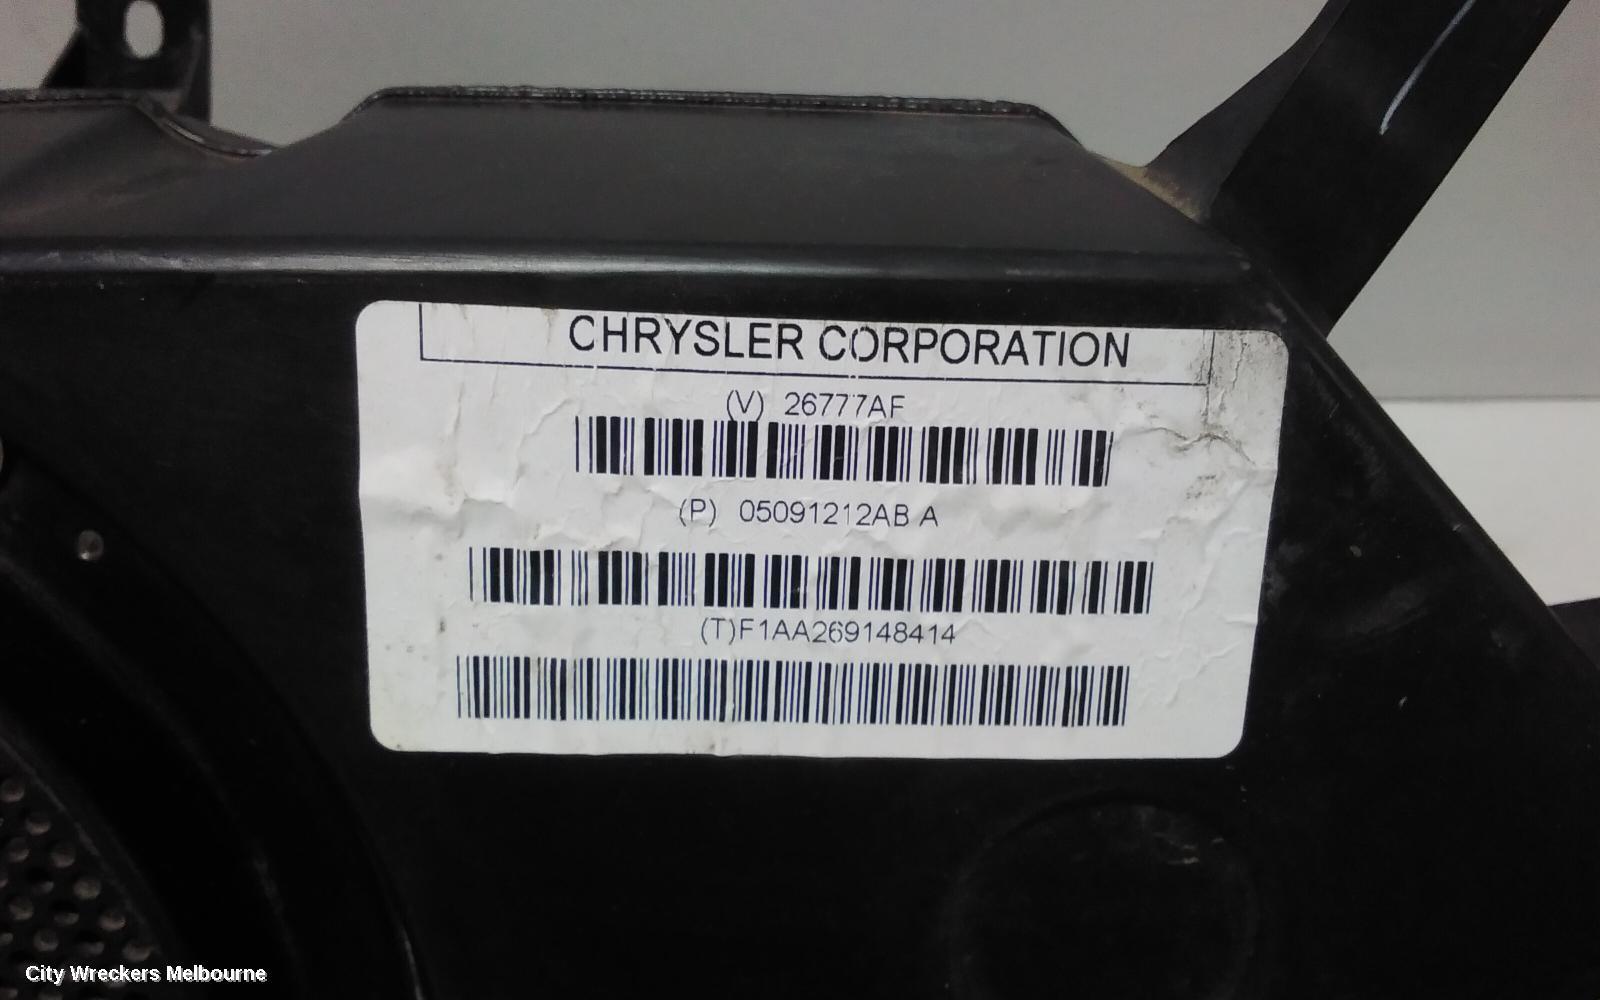 CHRYSLER CORPORATION
(V) 26777AF
(P) 05091212AB A
(T)F1AA269148414
City Wreckers Melbourne